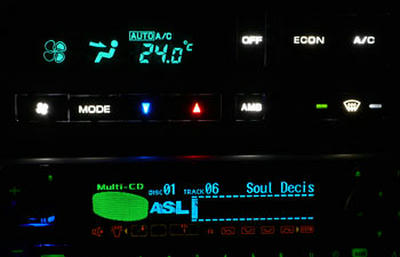 AUTO A/C
24.0°C
OFF
ECON
A/C
MODE
AMB
Multi-CD
DISC 01 TRACK 06 Soul Decis
ASL